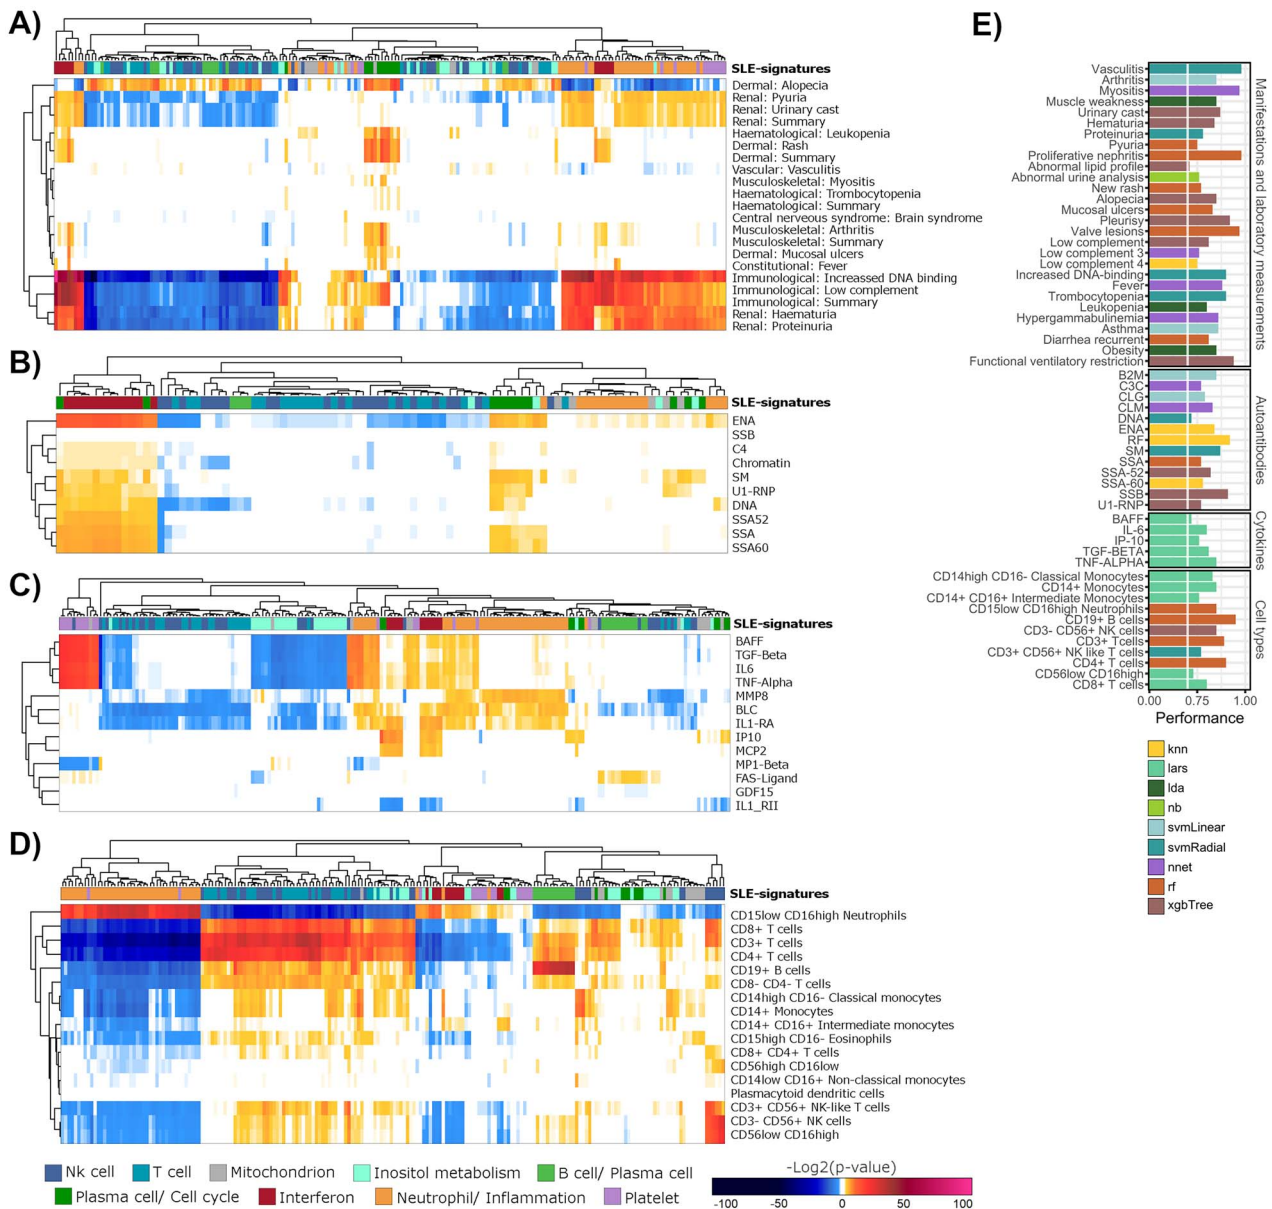 A)
SLE-signatures
Dermal: Alopecia
Renal: Pyuria
Renal: Urinary cast
Renal: Summary
Haematological: Leukopenia
Dermal: Rash
Dermal: Summary
Vascular: Vasculitis
Musculoskeletal: Myositis
Haematological: Trombocytopenia
Haematological: Summary
Central nervous syndrome: Brain syndrome
Musculoskeletal: Arthritis
Musculoskeletal: Summary
Dermal: Mucosal ulcers
Constitutional: Fever
Immunological: Increassed DNA binding
Immunological: Low complement
Immunological: Summary
Renal: Haematuria
Renal: Proteinuria
B)
SLE-signatures
ENA
SSB
C4
Chromatin
SM
U1-RNP
DNA
SSA52
SSA
SSA60
C)
SLE-signatures
BAFF
TGF-Beta
IL6
TNF-Alpha
MMP8
BLC
IL1-RA
IP10
MCP2
MP1-Beta
FAS-Ligand
GDF15
IL1_RII
D)
SLE-signatures
CD15low CD16high Neutrophils
CD8+ T cells
CD3+ T cells
CD4+ T cells
CD19+ B cells
CD8- CD4- T cells
CD14high CD16- Classical monocytes
CD14+ Monocytes
CD14+ CD16+ Intermediate monocytes
CD15high CD16- Eosinophils
CD8+ CD4+ T cells
CD56high CD16low
CD14low CD16+ Non-classical monocytes
Plasmacytoid dendritic cells
CD3+ CD56+ NK-like T cells
CD3- CD56+ NK cells
CD56low CD16high
Nk cell
T cell
Mitochondrion
Inositol metabolism
B cell/ Plasma cell
Plasma cell/ Cell cycle
Interferon
Neutrophil/ Inflammation
Platelet
-Log2(p-value)
-100 -50 0 50 100
E)
Vasculitis
Arthritis
Myositis
Muscle weakness
Urinary cast
Hematuria
Proteinuria
Pyuria
Proliferative nephritis
Abnormal lipid profile
Abnormal urine analysis
New rash
Alopecia
Mucosal ulcers
Pleurisy
Valve lesions
Low complement
Low complement 3
Low complement 4
Increased DNA-binding
Fever
Trombocytopenia
Leukopenia
Hypergammabulinemia
Asthma
Diarrhea recurrent
Obesity
Functional ventilatory restriction
Manifestations and laboratory measurements
B2M
C3C
CLG
CLM
DNA
ENA
RF
SM
SSA
SSA-52
SSA-60
SSB
U1-RNP
Autoantibodies
BAFF
IL-6
IP-10
TGF-BETA
TNF-ALPHA
Cytokines
CD14high CD16- Classical Monocytes
CD14+ Monocytes
CD14+ CD16+ Intermediate Monocytes
CD15low CD16high Neutrophils
CD19+ B cells
CD3- CD56+ NK cells
CD3+ T cells
CD3+ CD56+ NK like T cells
CD4+ T cells
CD56low CD16high
CD8+ T cells
Cell types
0.00 0.75 1.00
Performance
knn
lars
lda
nb
svmLinear
svmRadial
nnet
rf
xgbTree